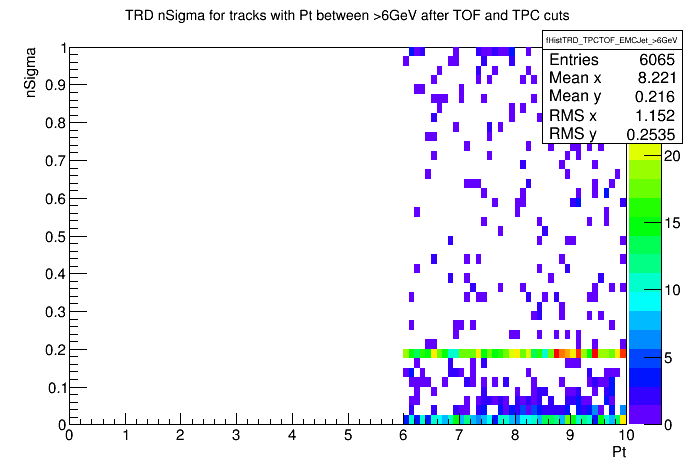 TRD nSigma for tracks with Pt between >6GeV after TOF and TPC cuts
fHistTRD_TPCTOF_EMCJet_>6GeV
Entries 6065
Mean x 8.221
Mean y 0.216
RMS x 1.152
RMS y 0.2535
nSigma
1
0.9
0.8
0.7
0.6
0.5
0.4
0.3
0.2
0.1
0
0 1 2 3 4 5 6 7 8 9 10
Pt
20
15
10
5
0